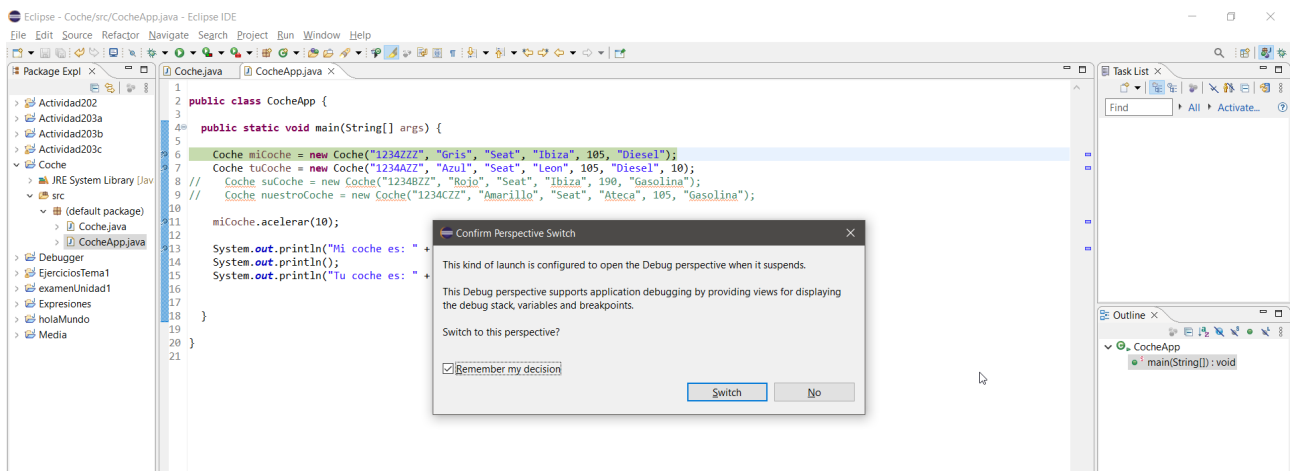 Eclipse - Coche/src/CocheApp.java - Eclipse IDE
File Edit Source Refactor Navigate Search Project Run Window Help
Package Expl
Actividad202
Actividad203a
Actividad203b
Actividad203c
Coche
JRE System Library [Jav
src
(default package)
Coche.java
CocheApp.java
Debugger
EjerciciosTema1
examenUnidad1
Expresiones
holaMundo
Media
Coche.java CocheApp.java
1
2 public class CocheApp {
3
4 public static void main(String[] args) {
5
6 Coche miCoche = new Coche("1234ZZZ", "Gris", "Seat", "Ibiza", 105, "Diesel");
7 Coche tuCoche = new Coche("1234AZZ", "Azul", "Seat", "Leon", 105, "Diesel", 10);
8 // Coche suCoche = new Coche("1234BZZ", "Rojo", "Seat", "Ibiza", 190, "Gasolina");
9 // Coche nuestroCoche = new Coche("1234CZZ", "Amarillo", "Seat", "Ateca", 105, "Gasolina");
10
11 miCoche.acelerar(10);
12
13 System.out.println("Mi coche es: " +
14 System.out.println();
15 System.out.println("Tu coche es: " +
16
17
18 }
19
20 }
21
Confirm Perspective Switch
This kind of launch is configured to open the Debug perspective when it suspends.
This Debug perspective supports application debugging by providing views for displaying
the debug stack, variables and breakpoints.
Switch to this perspective?
Remember my decision
Switch No
Task List
Find All Activate...
Outline
CocheApp
main(String[]) : void